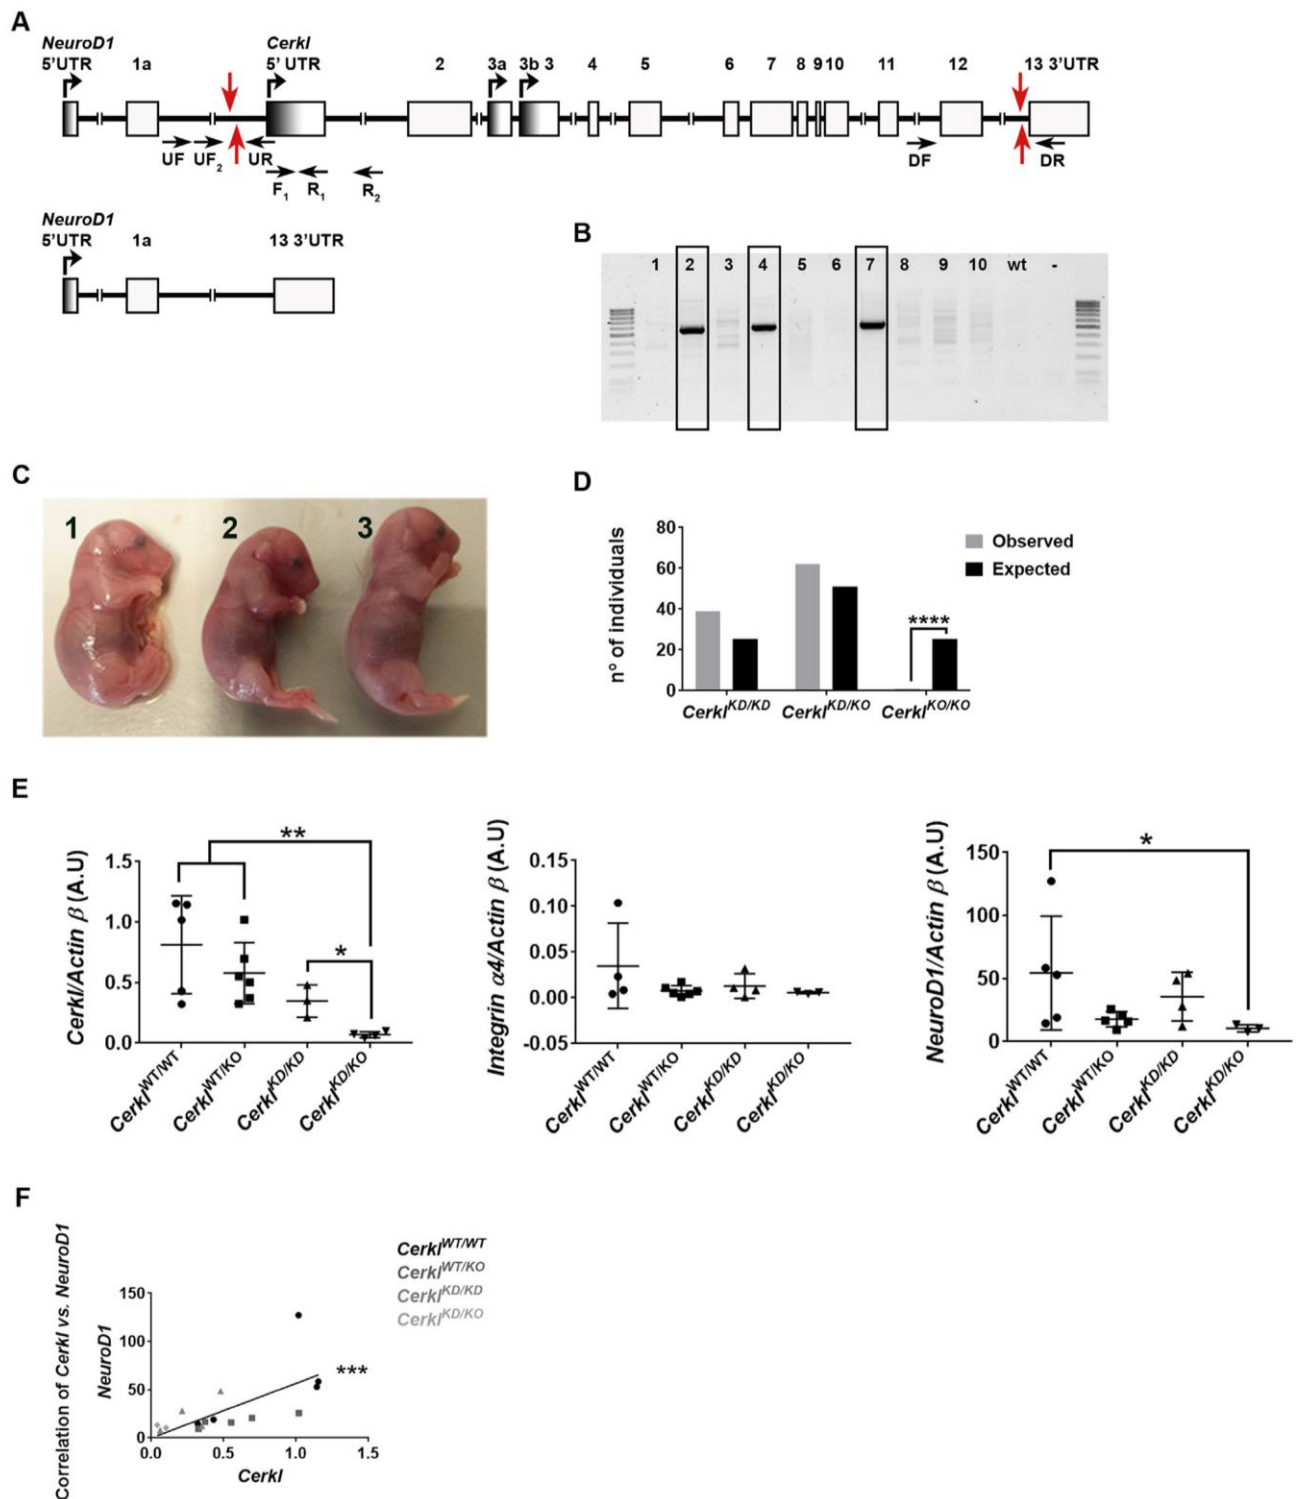 A
NeuroD1
5'UTR
1a
Cerkl
5' UTR
2
3a
3b 3
4
5
6
7
8
9
10
11
12
13 3'UTR
UF
UF2
UR
F1
R1
R2
DF
DR
NeuroD1
5'UTR
1a
13 3'UTR
B
1 2 3 4 5 6 7 8 9 10 wt -
C
1 2 3
D
nº of individuals
80
60
40
20
0
****
Observed
Expected
CerklKD/KD
CerklKD/KO
CerklKO/KO
E
Cerkl/Actin β (A.U)
1.5
1.0
0.5
0.0
**
*
CerklWT/WT
CerklWT/KO
CerklKD/KD
CerklKD/KO
Integrin α4/Actin β (A.U)
0.15
0.10
0.05
0.00
-0.05
CerklWT/WT
CerklWT/KO
CerklKD/KD
CerklKD/KO
NeuroD1/Actin β (A.U)
150
100
50
0
*
CerklWT/WT
CerklWT/KO
CerklKD/KD
CerklKD/KO
F
Correlation of Cerkl vs. NeuroD1
NeuroD1
150
100
50
0
0.0 0.5 1.0 1.5
Cerkl
***
CerklWT/WT
CerklWT/KO
CerklKD/KD
CerklKD/KO